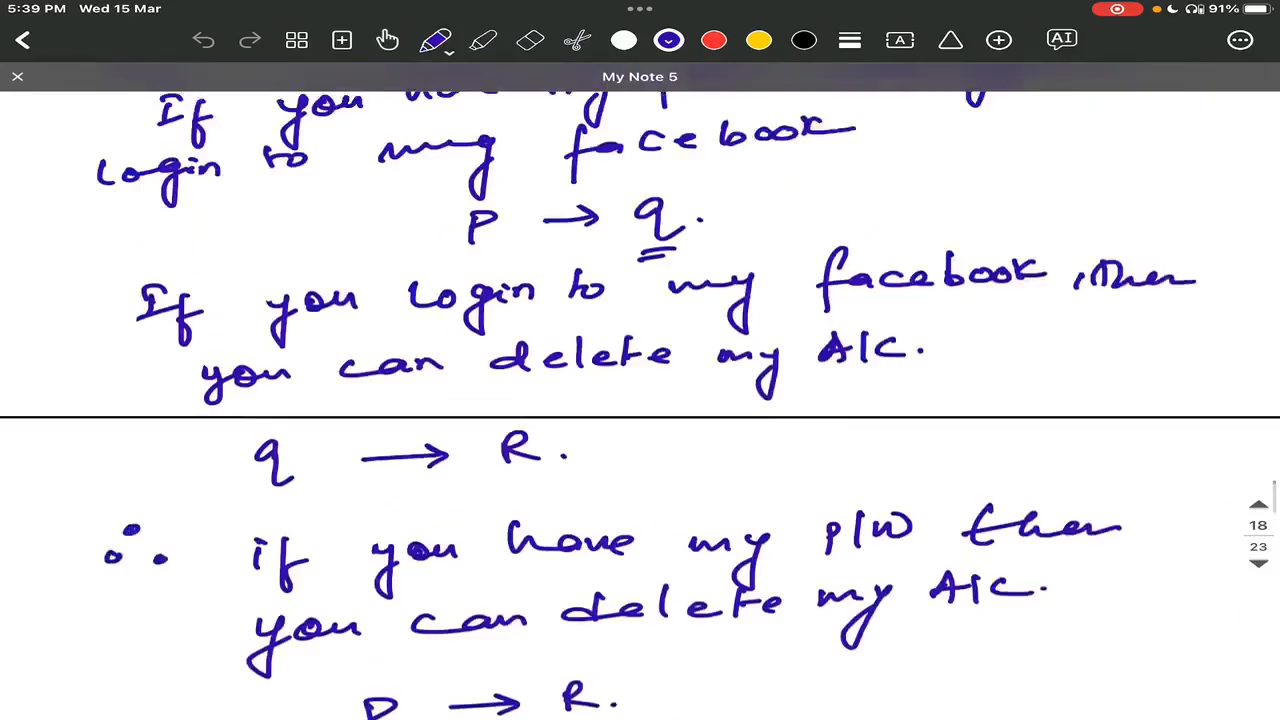 5:39 PM Wed 15 Mar
91%
A
AI
My Note 5
If you my
Login to my facebook
P → q.
If you Login to my facebook, then
you can delete my A/C.
q → R.
∴ if you have my P/W then
you can delete my A/C.
P → R.
18
23